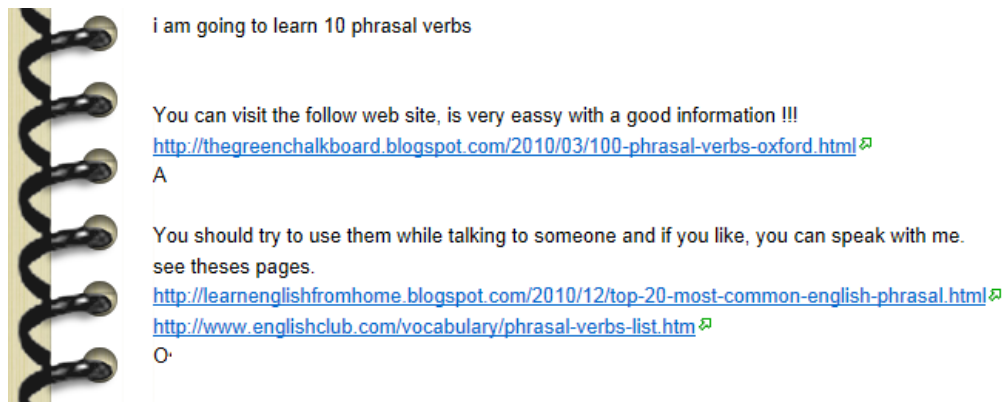 i am going to learn 10 phrasal verbs
You can visit the follow web site, is very eassy with a good information !!!
http://thegreenchalkboard.blogspot.com/2010/03/100-phrasal-verbs-oxford.html
A
You should try to use them while talking to someone and if you like, you can speak with me.
see theses pages.
http://learnenglishfromhome.blogspot.com/2010/12/top-20-most-common-english-phrasal.html
http://www.englishclub.com/vocabulary/phrasal-verbs-list.htm
O